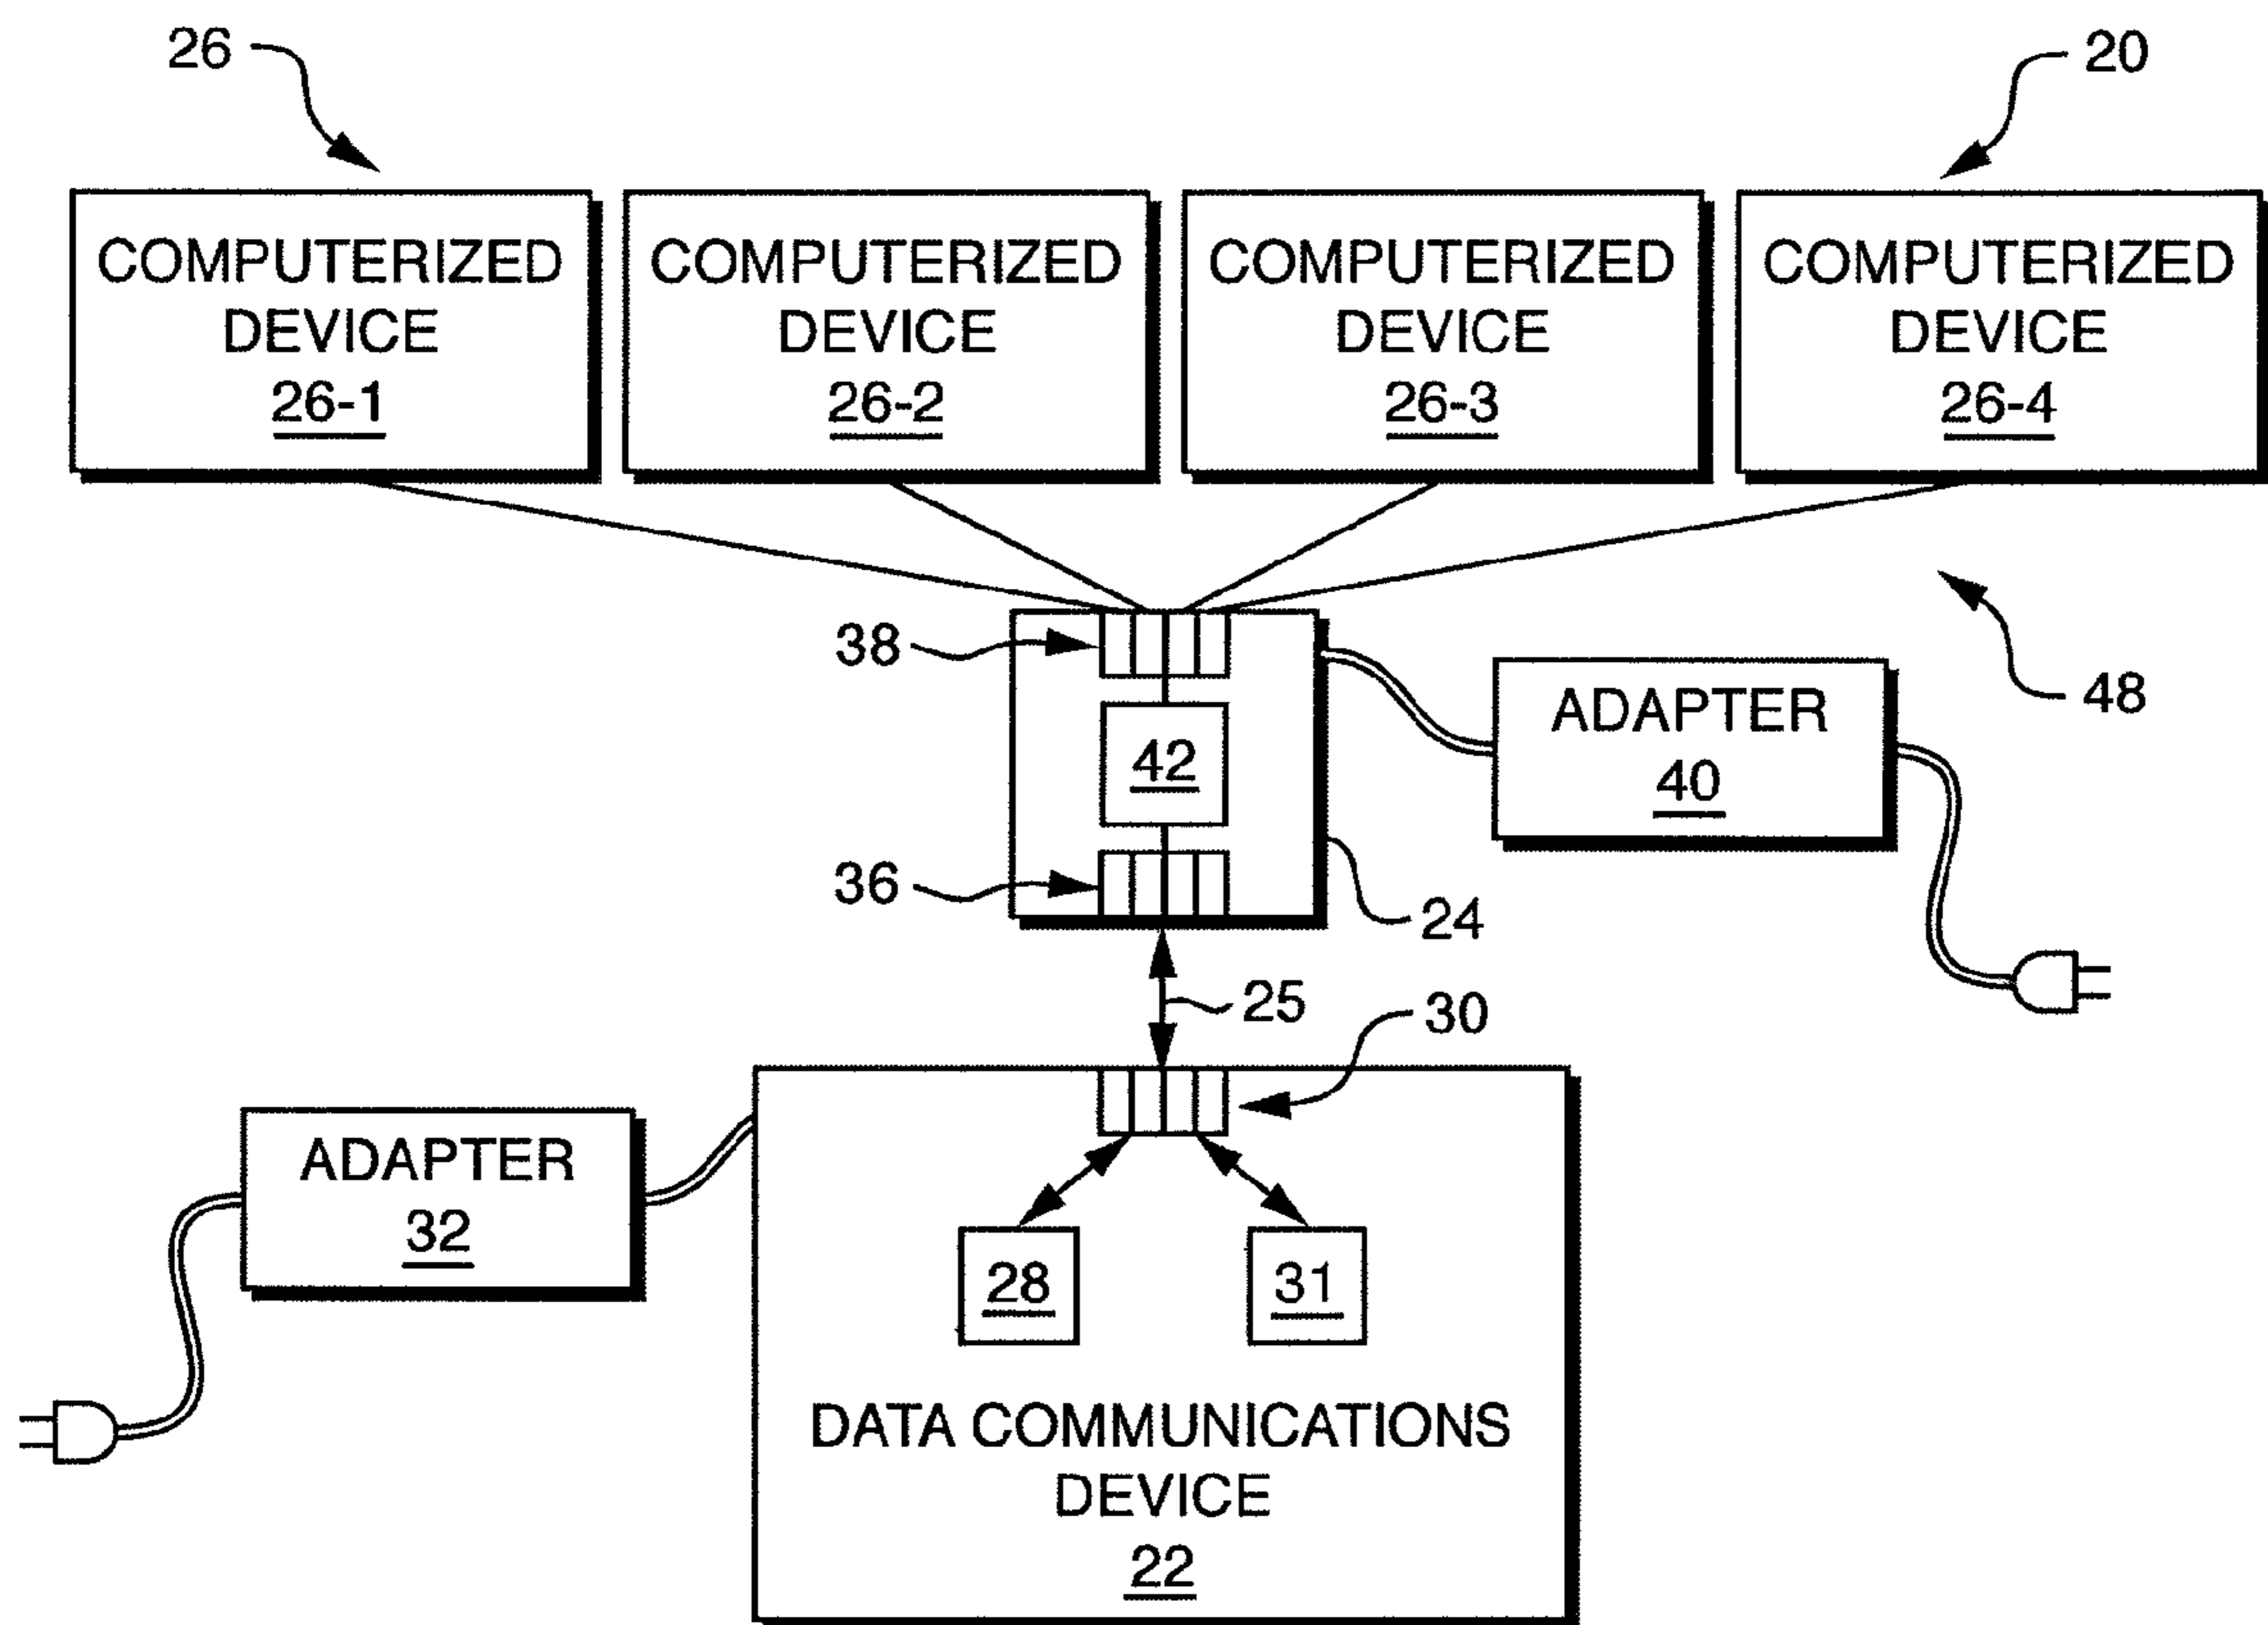 26
20
COMPUTERIZED
DEVICE
26-1
COMPUTERIZED
DEVICE
26-2
COMPUTERIZED
DEVICE
26-3
COMPUTERIZED
DEVICE
26-4
38
48
ADAPTER
40
42
36
24
25
30
ADAPTER
32
28
31
DATA COMMUNICATIONS
DEVICE
22